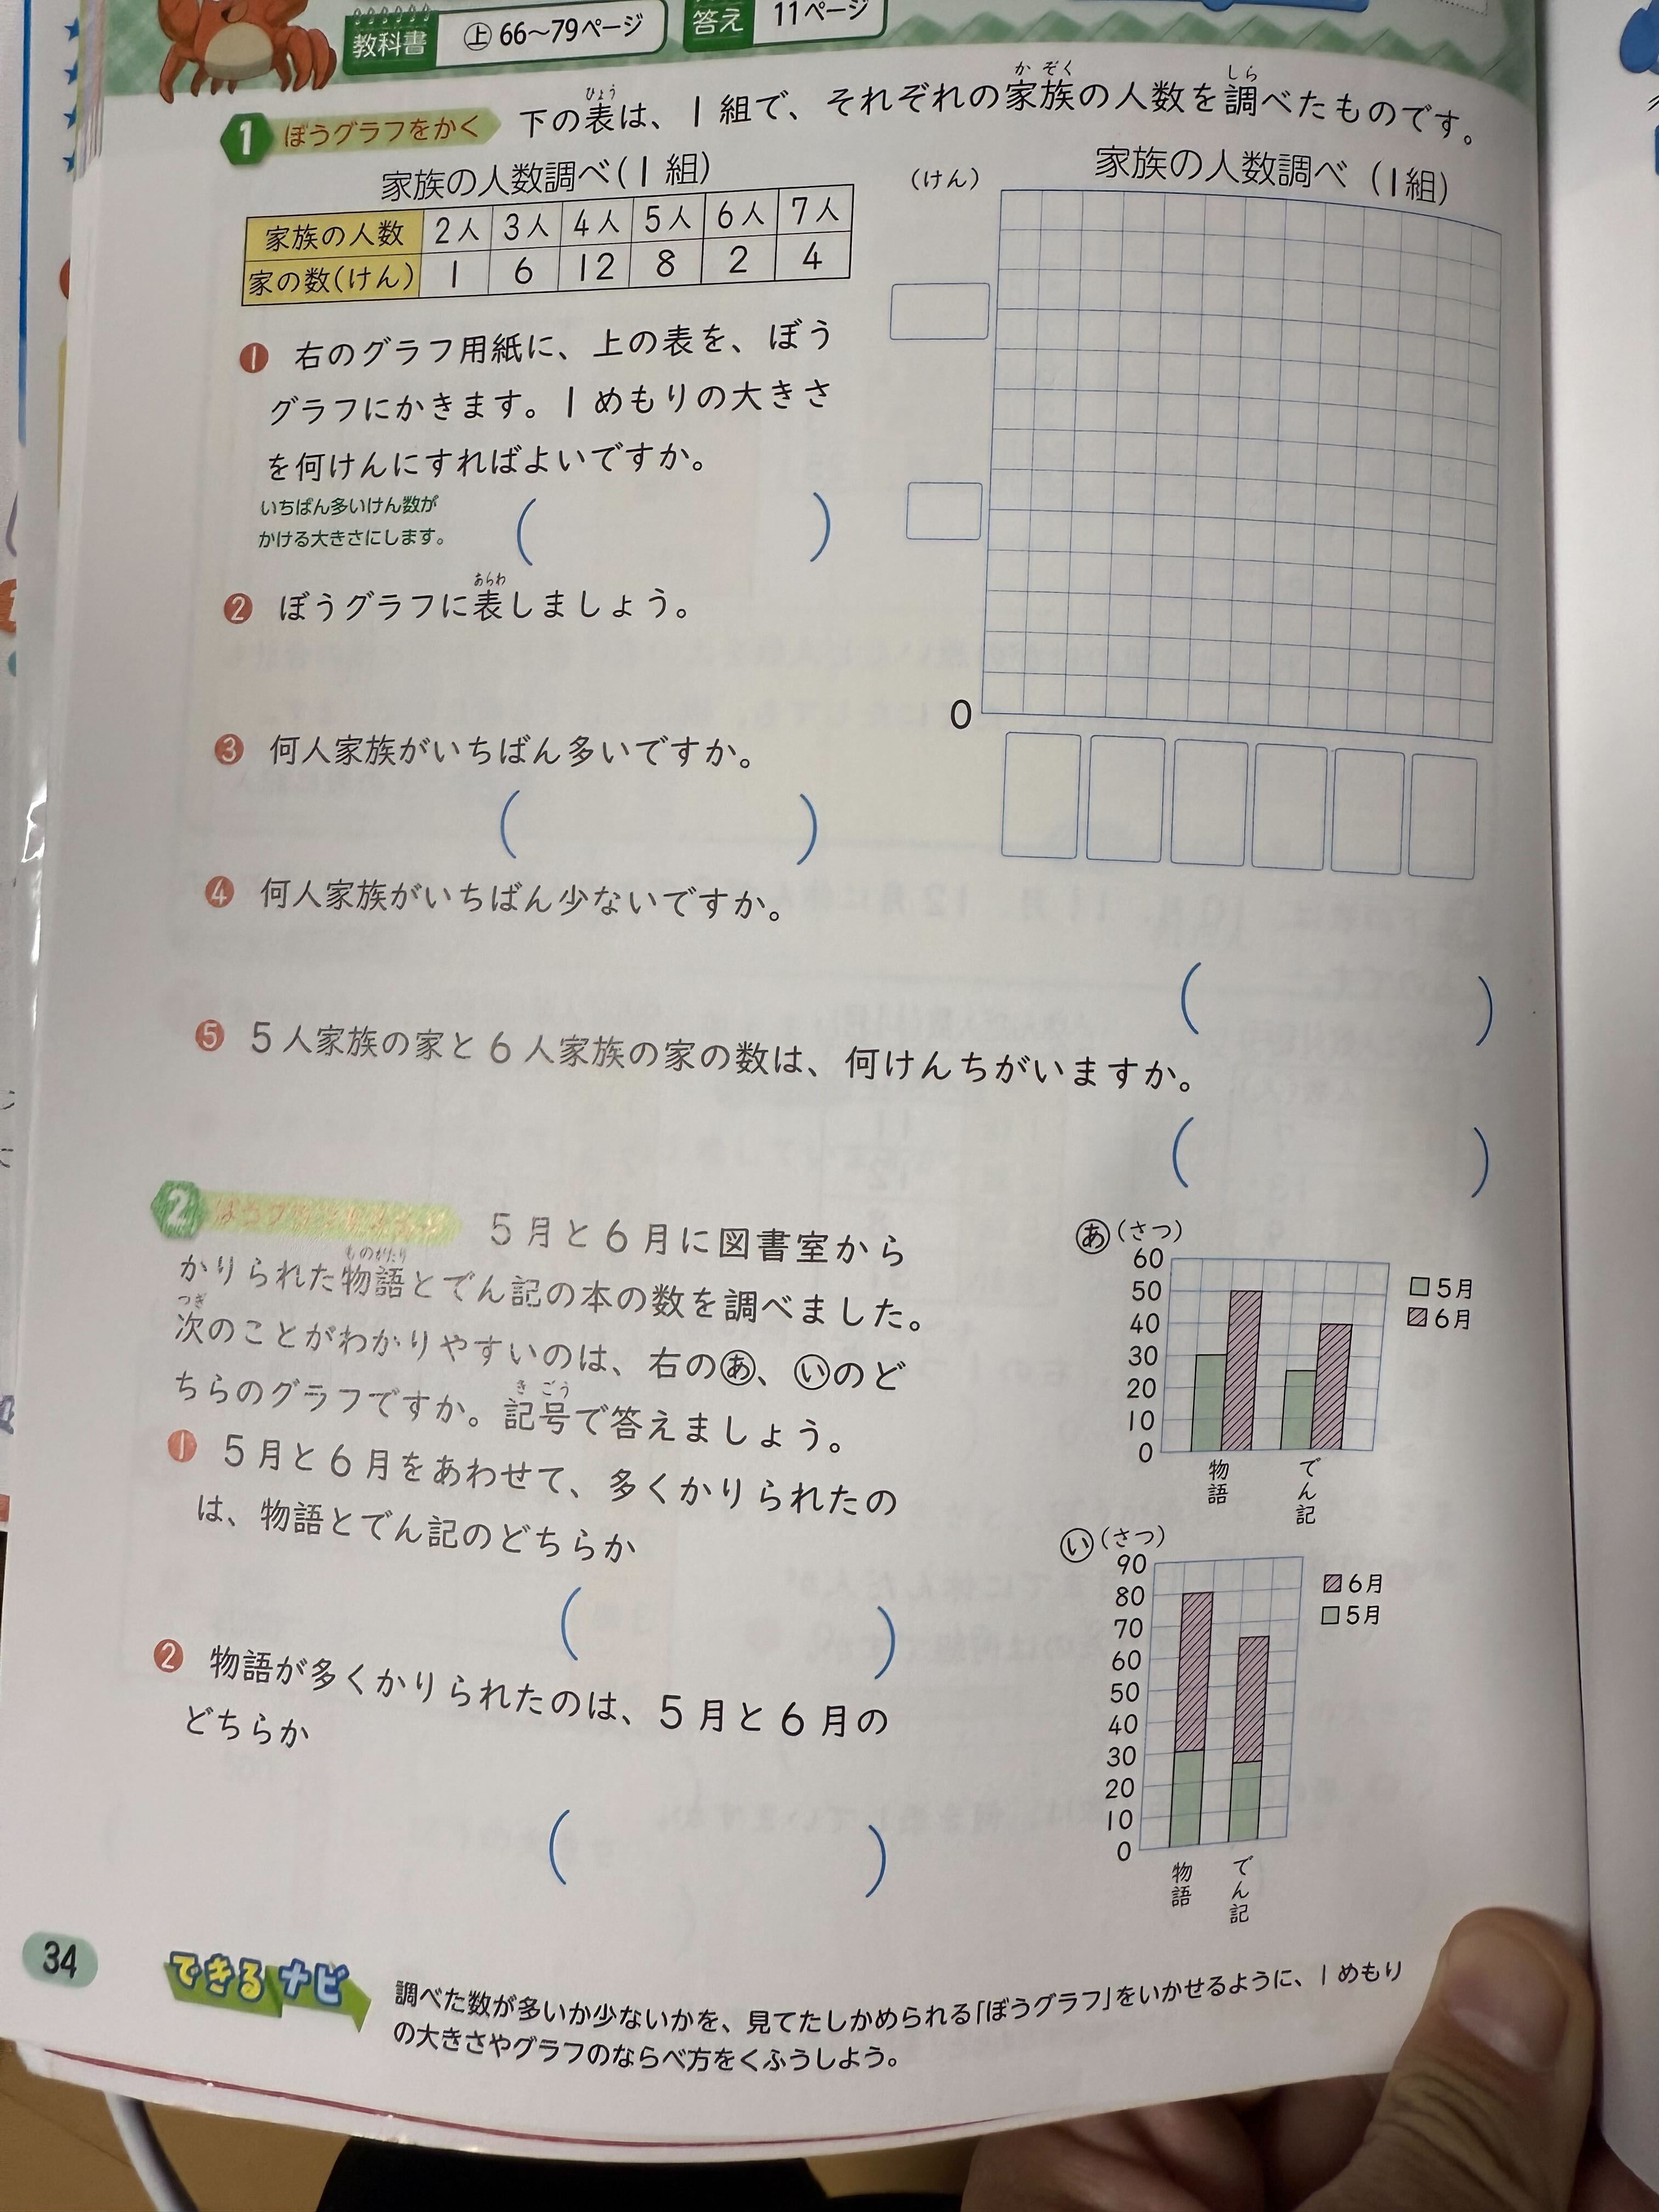 教科書
㊤ 66〜79ページ
答え
11ページ
1 ぼうグラフをかく 下の表は、1組で、それぞれの家族の人数を調べたものです。
家族の人数調べ(1組)
家族の人数 2人 3人 4人 5人 6人 7人
家の数(けん) 1 6 12 8 2 4
(けん)
家族の人数調べ (1組)
0
❶ 右のグラフ用紙に、上の表を、ぼう
グラフにかきます。1めもりの大きさ
を何けんにすればよいですか。
いちばん多いけん数が
かける大きさにします。
( )
❷ ぼうグラフに表しましょう。
❸ 何人家族がいちばん多いですか。
( )
❹ 何人家族がいちばん少ないですか。
( )
❺ 5人家族の家と6人家族の家の数は、何けんちがいますか。
( )
2 5月と6月に図書室から
かりられた物語とでん記の本の数を調べました。
次のことがわかりやすいのは、右のあ、いのど
ちらのグラフですか。記号で答えましょう。
❶ 5月と6月をあわせて、多くかりられたの
は、物語とでん記のどちらか
( )
❷ 物語が多くかりられたのは、5月と6月の
どちらか
( )
あ (さつ)
60
50
40
30
20
10
0
物語
でん記
5月
6月
い (さつ)
90
80
70
60
50
40
30
20
10
0
物語
でん記
6月
5月
34
できるナビ
調べた数が多いか少ないかを、見てたしかめられる「ぼうグラフ」をいかせるように、1めもり
の大きさやグラフのならべ方をくふうしよう。